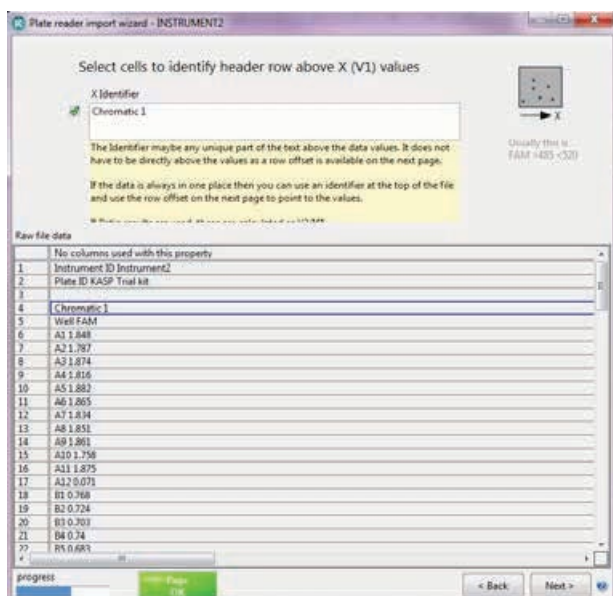 Plate reader import wizard - INSTRUMENT2
Select cells to identify header row above X (V1) values
X Identifier
Chromatic 1
X
Usually this is
FAM >485 <520
The Identifier maybe any unique part of the text above the data values. It does not
have to be directly above the values as a row offset is available on the next page.
If the data is always in one place then you can use an identifier at the top of the file
and use the row offset on the next page to point to the values.
Raw file data
No columns used with this property
1 Instrument ID Instrument2
2 Plate ID KASP Trial kit
3
4 Chromatic 1
5 Well FAM
6 A1 1.848
7 A2 1.787
8 A3 1.874
9 A4 1.816
10 A5 1.882
11 A6 1.865
12 A7 1.834
13 A8 1.851
14 A9 1.861
15 A10 1.758
16 A11 1.875
17 A12 0.071
18 B1 0.768
19 B2 0.724
20 B3 0.703
21 B4 0.74
22 B5 0.683
progress
Page
OK
< Back
Next >